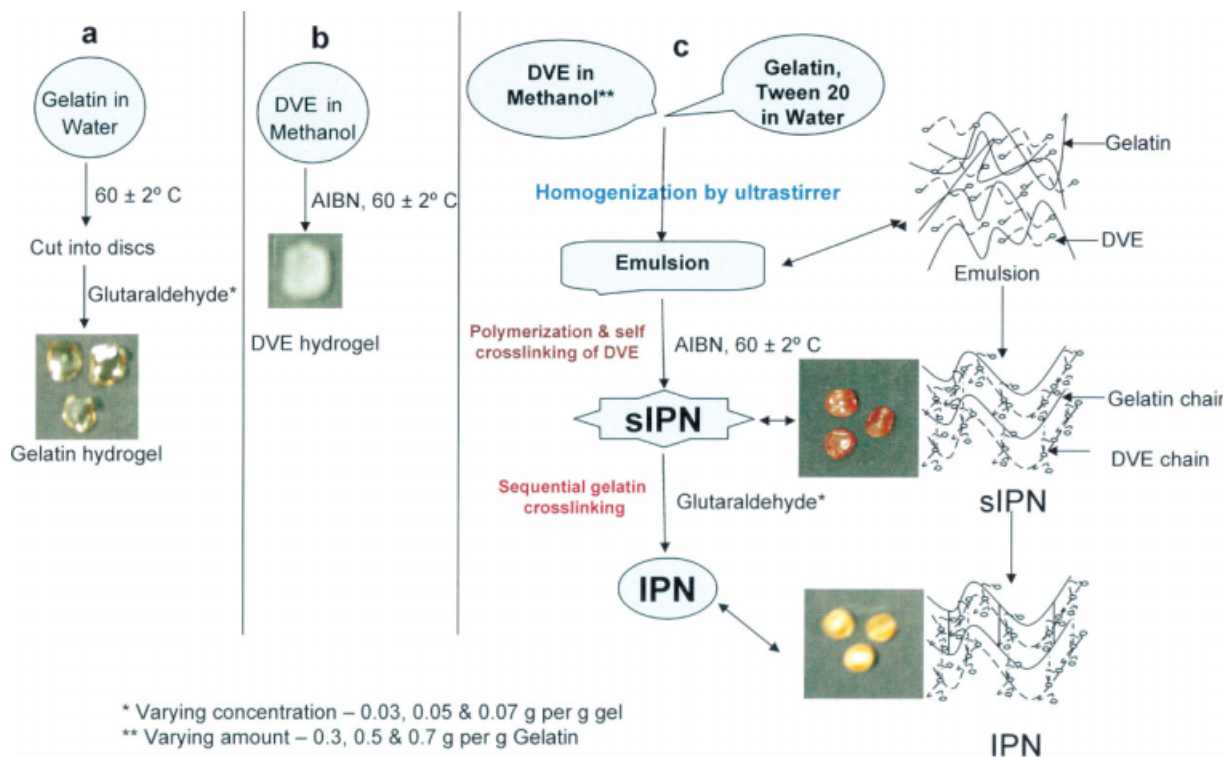 a
Gelatin in
Water
60 ± 2º C
Cut into discs
Glutaraldehyde*
Gelatin hydrogel
b
DVE in
Methanol
AIBN, 60 ± 2º C
DVE hydrogel
c
DVE in
Methanol**
Gelatin,
Tween 20
in Water
Homogenization by ultrastirrer
Emulsion
Polymerization & self
crosslinking of DVE
AIBN, 60 ± 2º C
sIPN
Sequential gelatin
crosslinking
Glutaraldehyde*
IPN
Gelatin
DVE
Emulsion
Gelatin chain
DVE chain
sIPN
IPN
* Varying concentration – 0.03, 0.05 & 0.07 g per g gel
** Varying amount – 0.3, 0.5 & 0.7 g per g Gelatin